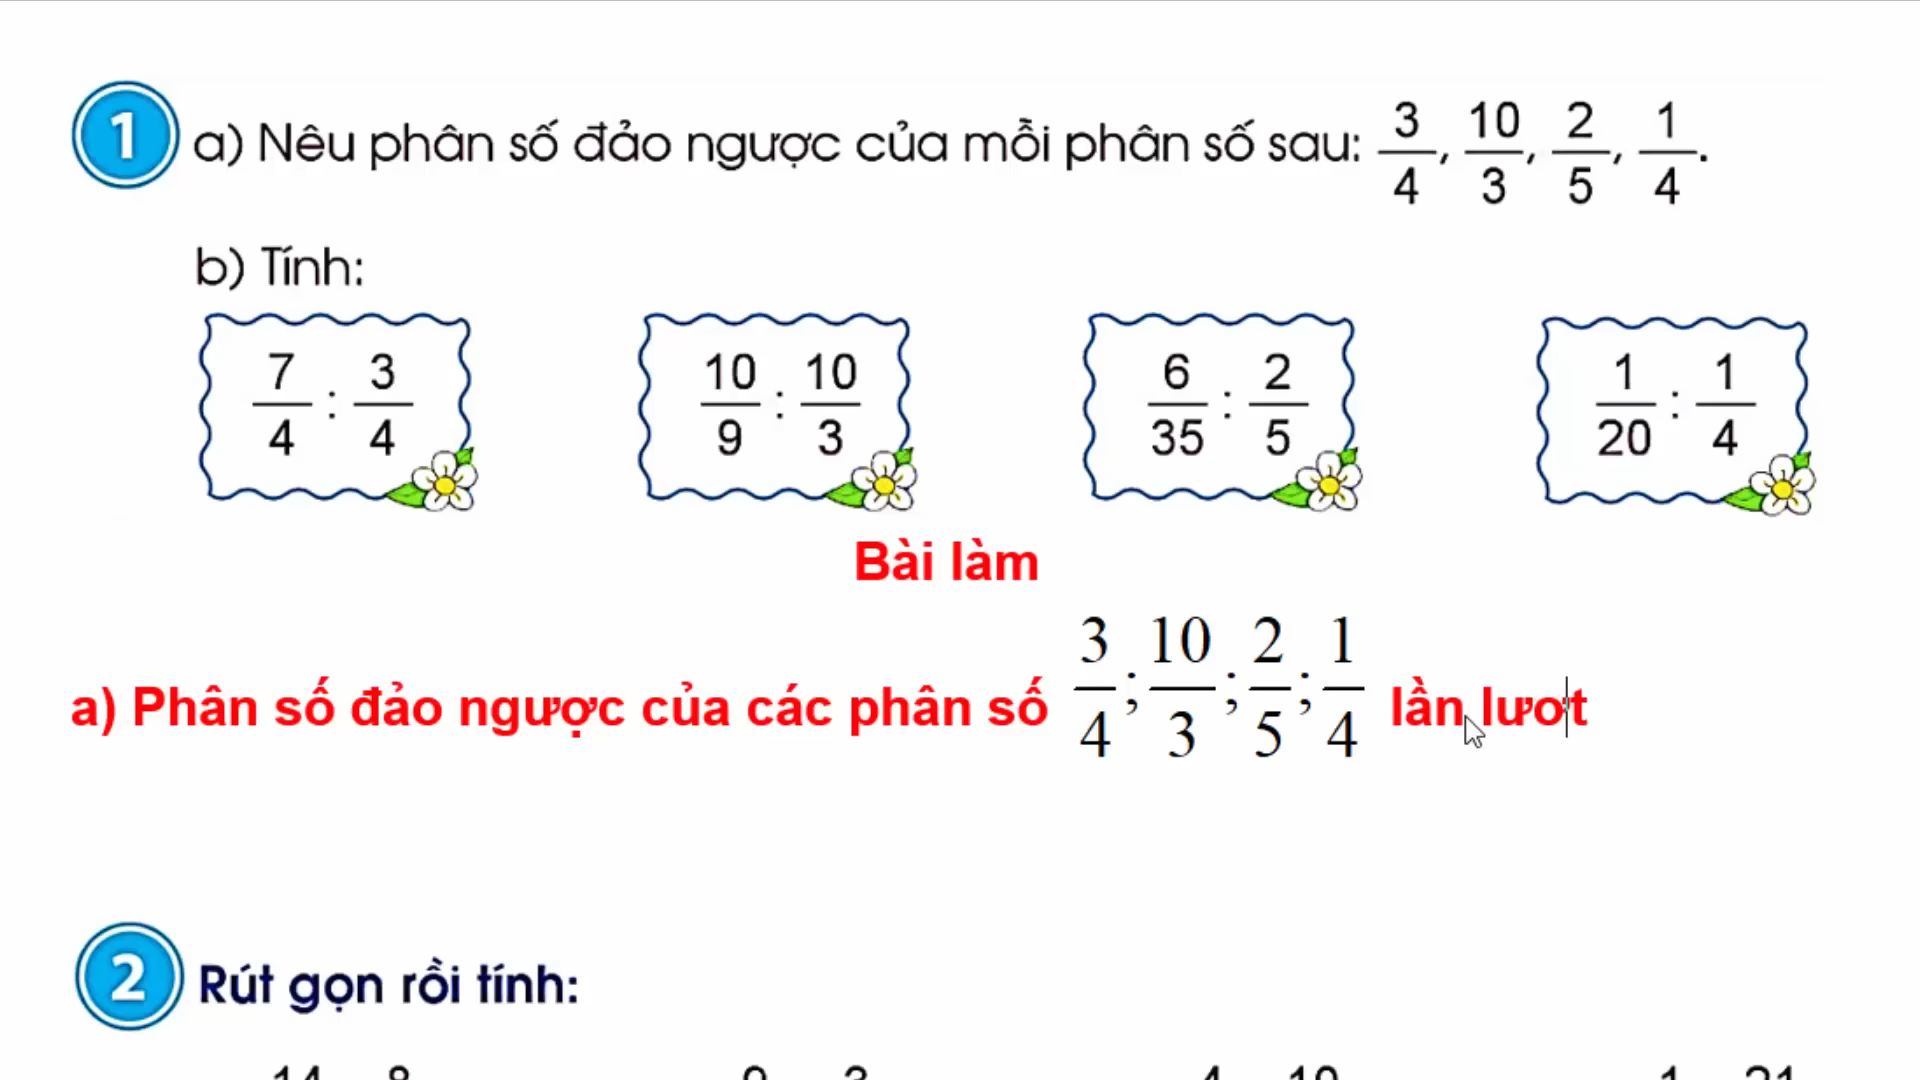 1 a) Nêu phân số đảo ngược của mỗi phân số sau: 3/4, 10/3, 2/5, 1/4.
b) Tính:
7/4 : 3/4
10/9 : 10/3
6/35 : 2/5
1/20 : 1/4
Bài làm
a) Phân số đảo ngược của các phân số 3/4; 10/3; 2/5; 1/4 lần lươt
2 Rút gọn rồi tính: